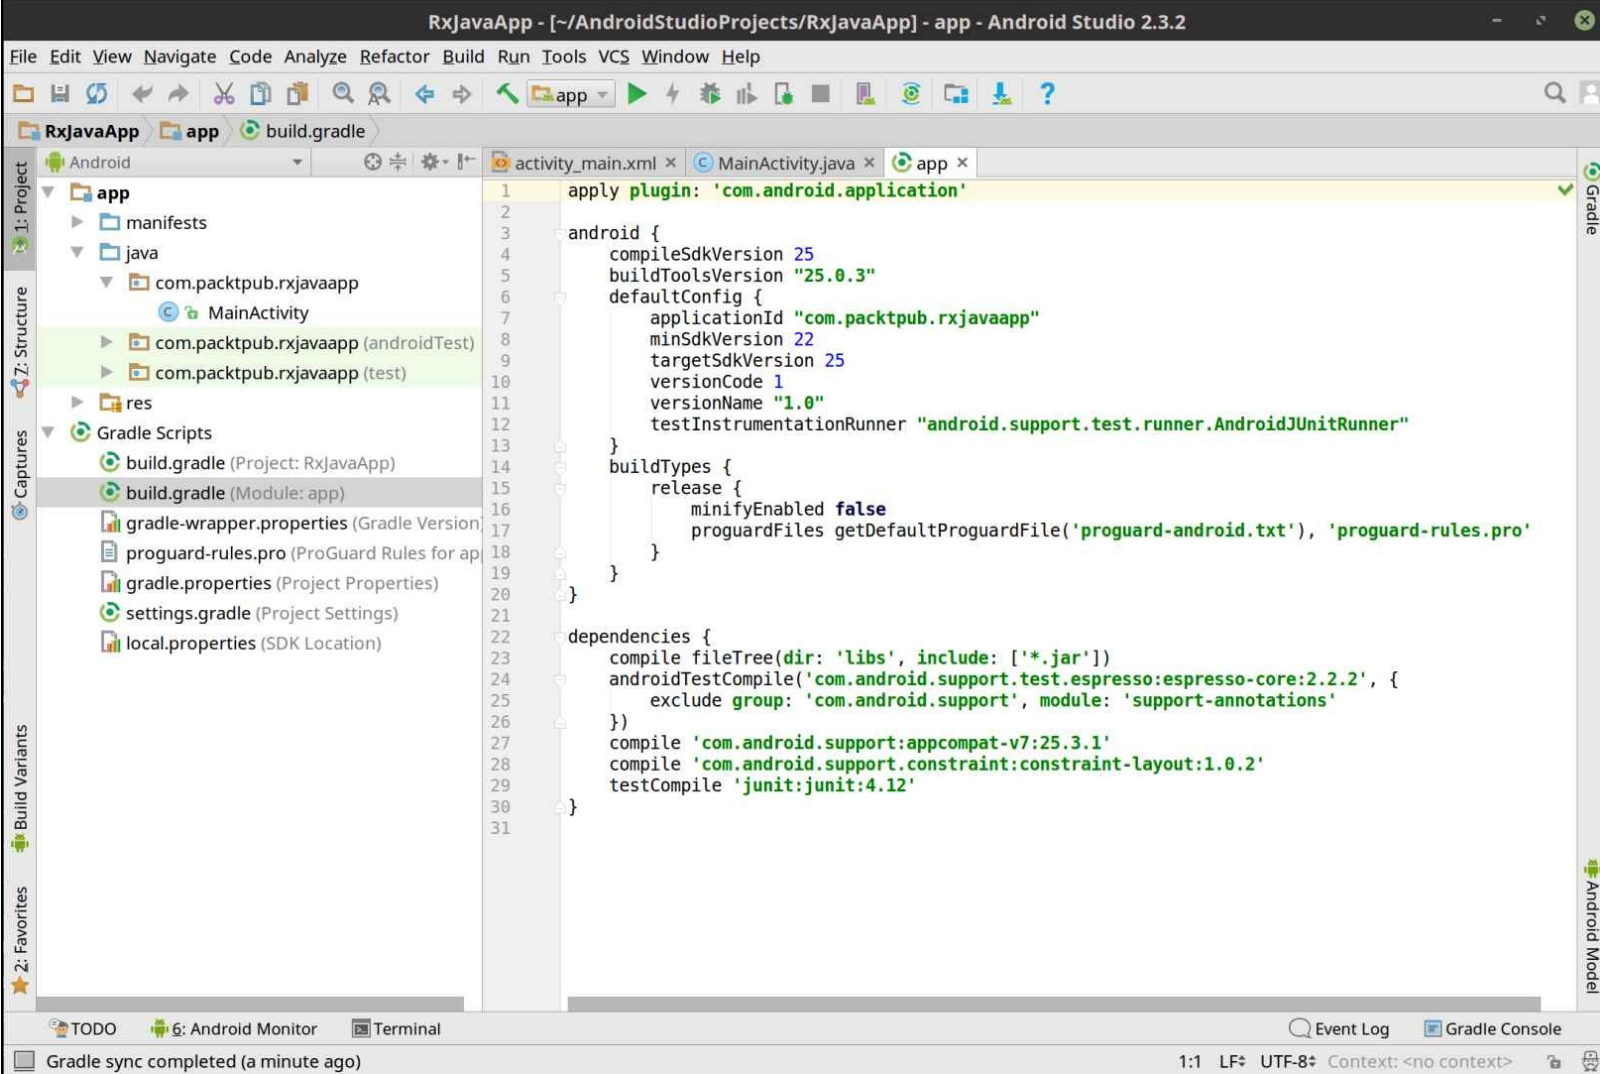 RxJavaApp - [~/AndroidStudioProjects/RxJavaApp] - app - Android Studio 2.3.2
File Edit View Navigate Code Analyze Refactor Build Run Tools VCS Window Help
app
RxJavaApp app build.gradle
Android
activity_main.xml MainActivity.java app
1: Project
Z: Structure
Captures
Build Variants
2: Favorites
app
manifests
java
com.packtpub.rxjavaapp
MainActivity
com.packtpub.rxjavaapp (androidTest)
com.packtpub.rxjavaapp (test)
res
Gradle Scripts
build.gradle (Project: RxJavaApp)
build.gradle (Module: app)
gradle-wrapper.properties (Gradle Version
proguard-rules.pro (ProGuard Rules for ap
gradle.properties (Project Properties)
settings.gradle (Project Settings)
local.properties (SDK Location)
1 apply plugin: 'com.android.application'
2
3 android {
4 compileSdkVersion 25
5 buildToolsVersion "25.0.3"
6 defaultConfig {
7 applicationId "com.packtpub.rxjavaapp"
8 minSdkVersion 22
9 targetSdkVersion 25
10 versionCode 1
11 versionName "1.0"
12 testInstrumentationRunner "android.support.test.runner.AndroidJUnitRunner"
13 }
14 buildTypes {
15 release {
16 minifyEnabled false
17 proguardFiles getDefaultProguardFile('proguard-android.txt'), 'proguard-rules.pro'
18 }
19 }
20 }
21
22 dependencies {
23 compile fileTree(dir: 'libs', include: ['*.jar'])
24 androidTestCompile('com.android.support.test.espresso:espresso-core:2.2.2', {
25 exclude group: 'com.android.support', module: 'support-annotations'
26 })
27 compile 'com.android.support:appcompat-v7:25.3.1'
28 compile 'com.android.support.constraint:constraint-layout:1.0.2'
29 testCompile 'junit:junit:4.12'
30 }
31
Gradle
Android Model
TODO 6: Android Monitor Terminal Event Log Gradle Console
Gradle sync completed (a minute ago) 1:1 LF UTF-8 Context: <no context>